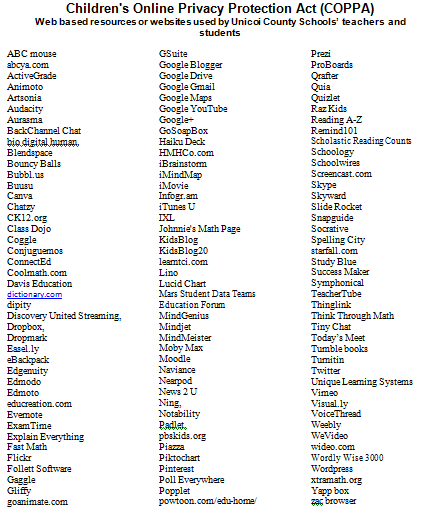 Children's Online Privacy Protection Act (COPPA)
Web based resources or websites used by Unicoi County Schools' teachers and
students
ABC mouse
abcya.com
ActiveGrade
Animoto
Artsonia
Audacity
Aurasma
BackChannel Chat
bio.digital.human,
Blendspace
Bouncy Balls
Bubbl.us
Buusu
Canva
Chatzy
CK12.org
Class Dojo
Coggle
Conjuguemos
ConnectEd
Coolmath.com
Davis Education
dictionary.com
dipity
Discovery United Streaming,
Dropbox,
Dropmark
Easel.ly
eBackpack
Edgenuity
Edmodo
Edmoto
educreation.com
Evernote
ExamTime
Explain Everything
Fast Math
Flickr
Follett Software
Gaggle
Gliffy
goanimate.com
GSuite
Google Blogger
Google Drive
Google Gmail
Google Maps
Google YouTube
Google+
GoSoapBox
Haiku Deck
HMHCo.com
iBrainstorm
iMindMap
iMovie
Infogr.am
iTunes U
IXL
Johnnie's Math Page
KidsBlog
KidsBlog20
learntci.com
Lino
Lucid Chart
Mars Student Data Teams
Education Forum
MindGenius
Mindjet
MindMeister
Moby Max
Moodle
Naviance
Nearpod
News 2 U
Ning,
Notability
Padlet,
pbskids.org
Piazza
Piktochart
Pinterest
Poll Everywhere
Popplet
powtoon.com/edu-home/
Prezi
ProBoards
Qrafter
Quia
Quizlet
Raz Kids
Reading A-Z
Remind101
Scholastic Reading Counts
Schoology
Schoolwires
Screencast.com
Skype
Skyward
Slide Rocket
Snapguide
Socrative
Spelling City
starfall.com
Study Blue
Success Maker
Symphonical
TeacherTube
Thinglink
Think Through Math
Tiny Chat
Today's Meet
Tumble books
Turnitin
Twitter
Unique Learning Systems
Vimeo
Visual.ly
VoiceThread
Weebly
WeVideo
wideo.com
Wordly Wise 3000
Wordpress
xtramath.org
Yapp box
zac browser